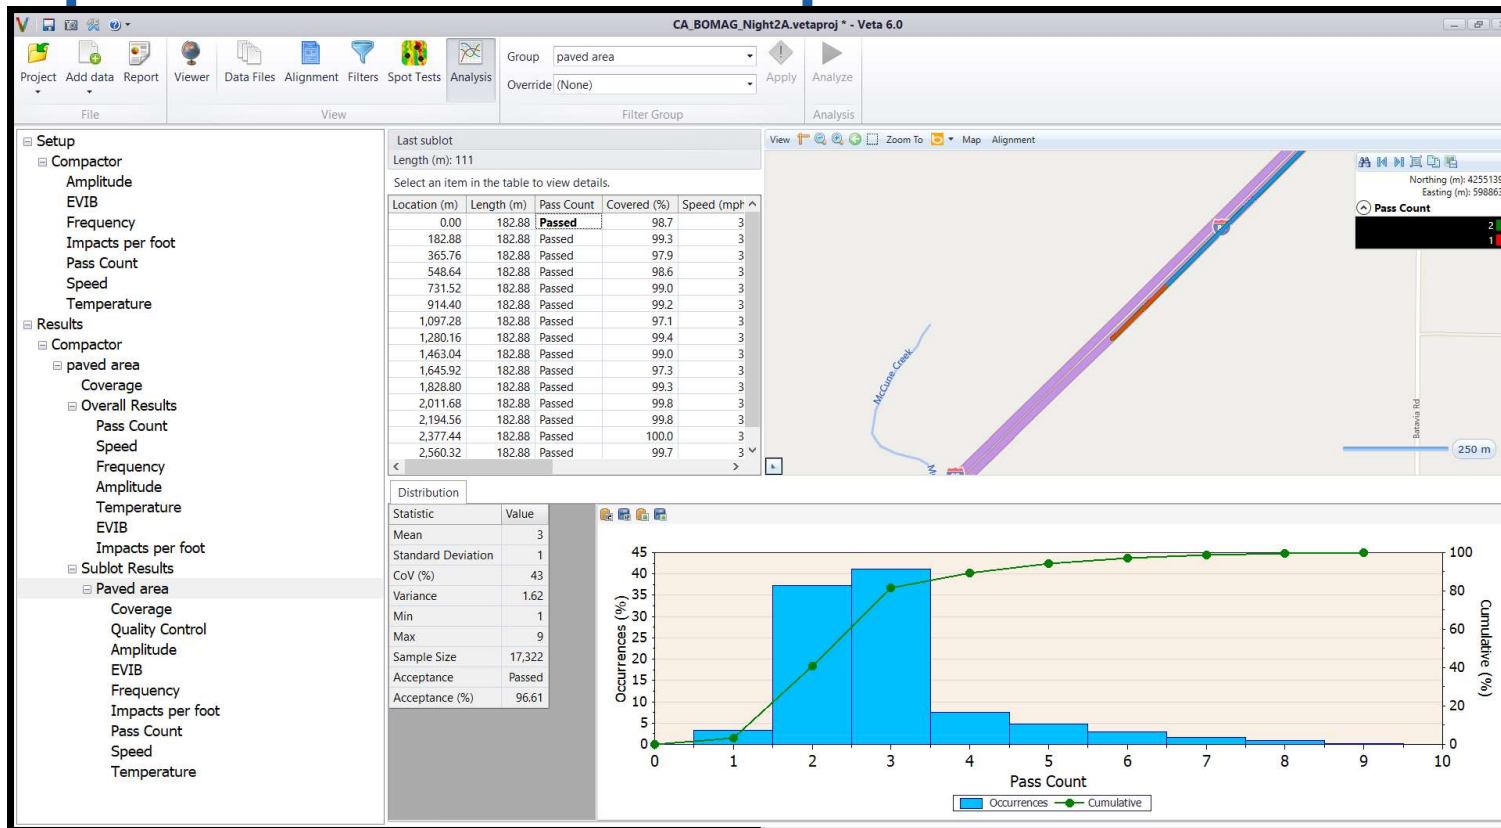 CA_BOMAG_Night2A.vetaproj * - Veta 6.0
Project Add data Report Viewer Data Files Alignment Filters Spot Tests Analysis
Group paved area
Override (None)
Apply Analyze
File View Filter Group Analysis
Setup
Compactor
Amplitude
EVIB
Frequency
Impacts per foot
Pass Count
Speed
Temperature
Results
Compactor
paved area
Coverage
Overall Results
Pass Count
Speed
Frequency
Amplitude
Temperature
EVIB
Impacts per foot
Sublot Results
Paved area
Coverage
Quality Control
Amplitude
EVIB
Frequency
Impacts per foot
Pass Count
Speed
Temperature
Last sublot
Length (m): 111
Select an item in the table to view details.
Location (m) Length (m) Pass Count Covered (%) Speed (mph
0.00 182.88 Passed 98.7 3
182.88 182.88 Passed 99.3 3
365.76 182.88 Passed 97.9 3
548.64 182.88 Passed 98.6 3
731.52 182.88 Passed 99.0 3
914.40 182.88 Passed 99.2 3
1,097.28 182.88 Passed 97.1 3
1,280.16 182.88 Passed 99.4 3
1,463.04 182.88 Passed 99.0 3
1,645.92 182.88 Passed 97.3 3
1,828.80 182.88 Passed 99.3 3
2,011.68 182.88 Passed 99.8 3
2,194.56 182.88 Passed 99.8 3
2,377.44 182.88 Passed 100.0 3
2,560.32 182.88 Passed 99.7 3
View Zoom To Map Alignment
Northing (m): 4255139
Easting (m): 598863
Pass Count
2
1
McCune Creek
Batavia Rd
250 m
Distribution
Statistic Value
Mean 3
Standard Deviation 1
CoV (%) 43
Variance 1.62
Min 1
Max 9
Sample Size 17,322
Acceptance Passed
Acceptance (%) 96.61
Occurrences (%)
45
40
35
30
25
20
15
10
5
0
0 1 2 3 4 5 6 7 8 9 10
Pass Count
100
80
60
40
20
0
Cumulative (%)
Occurrences Cumulative